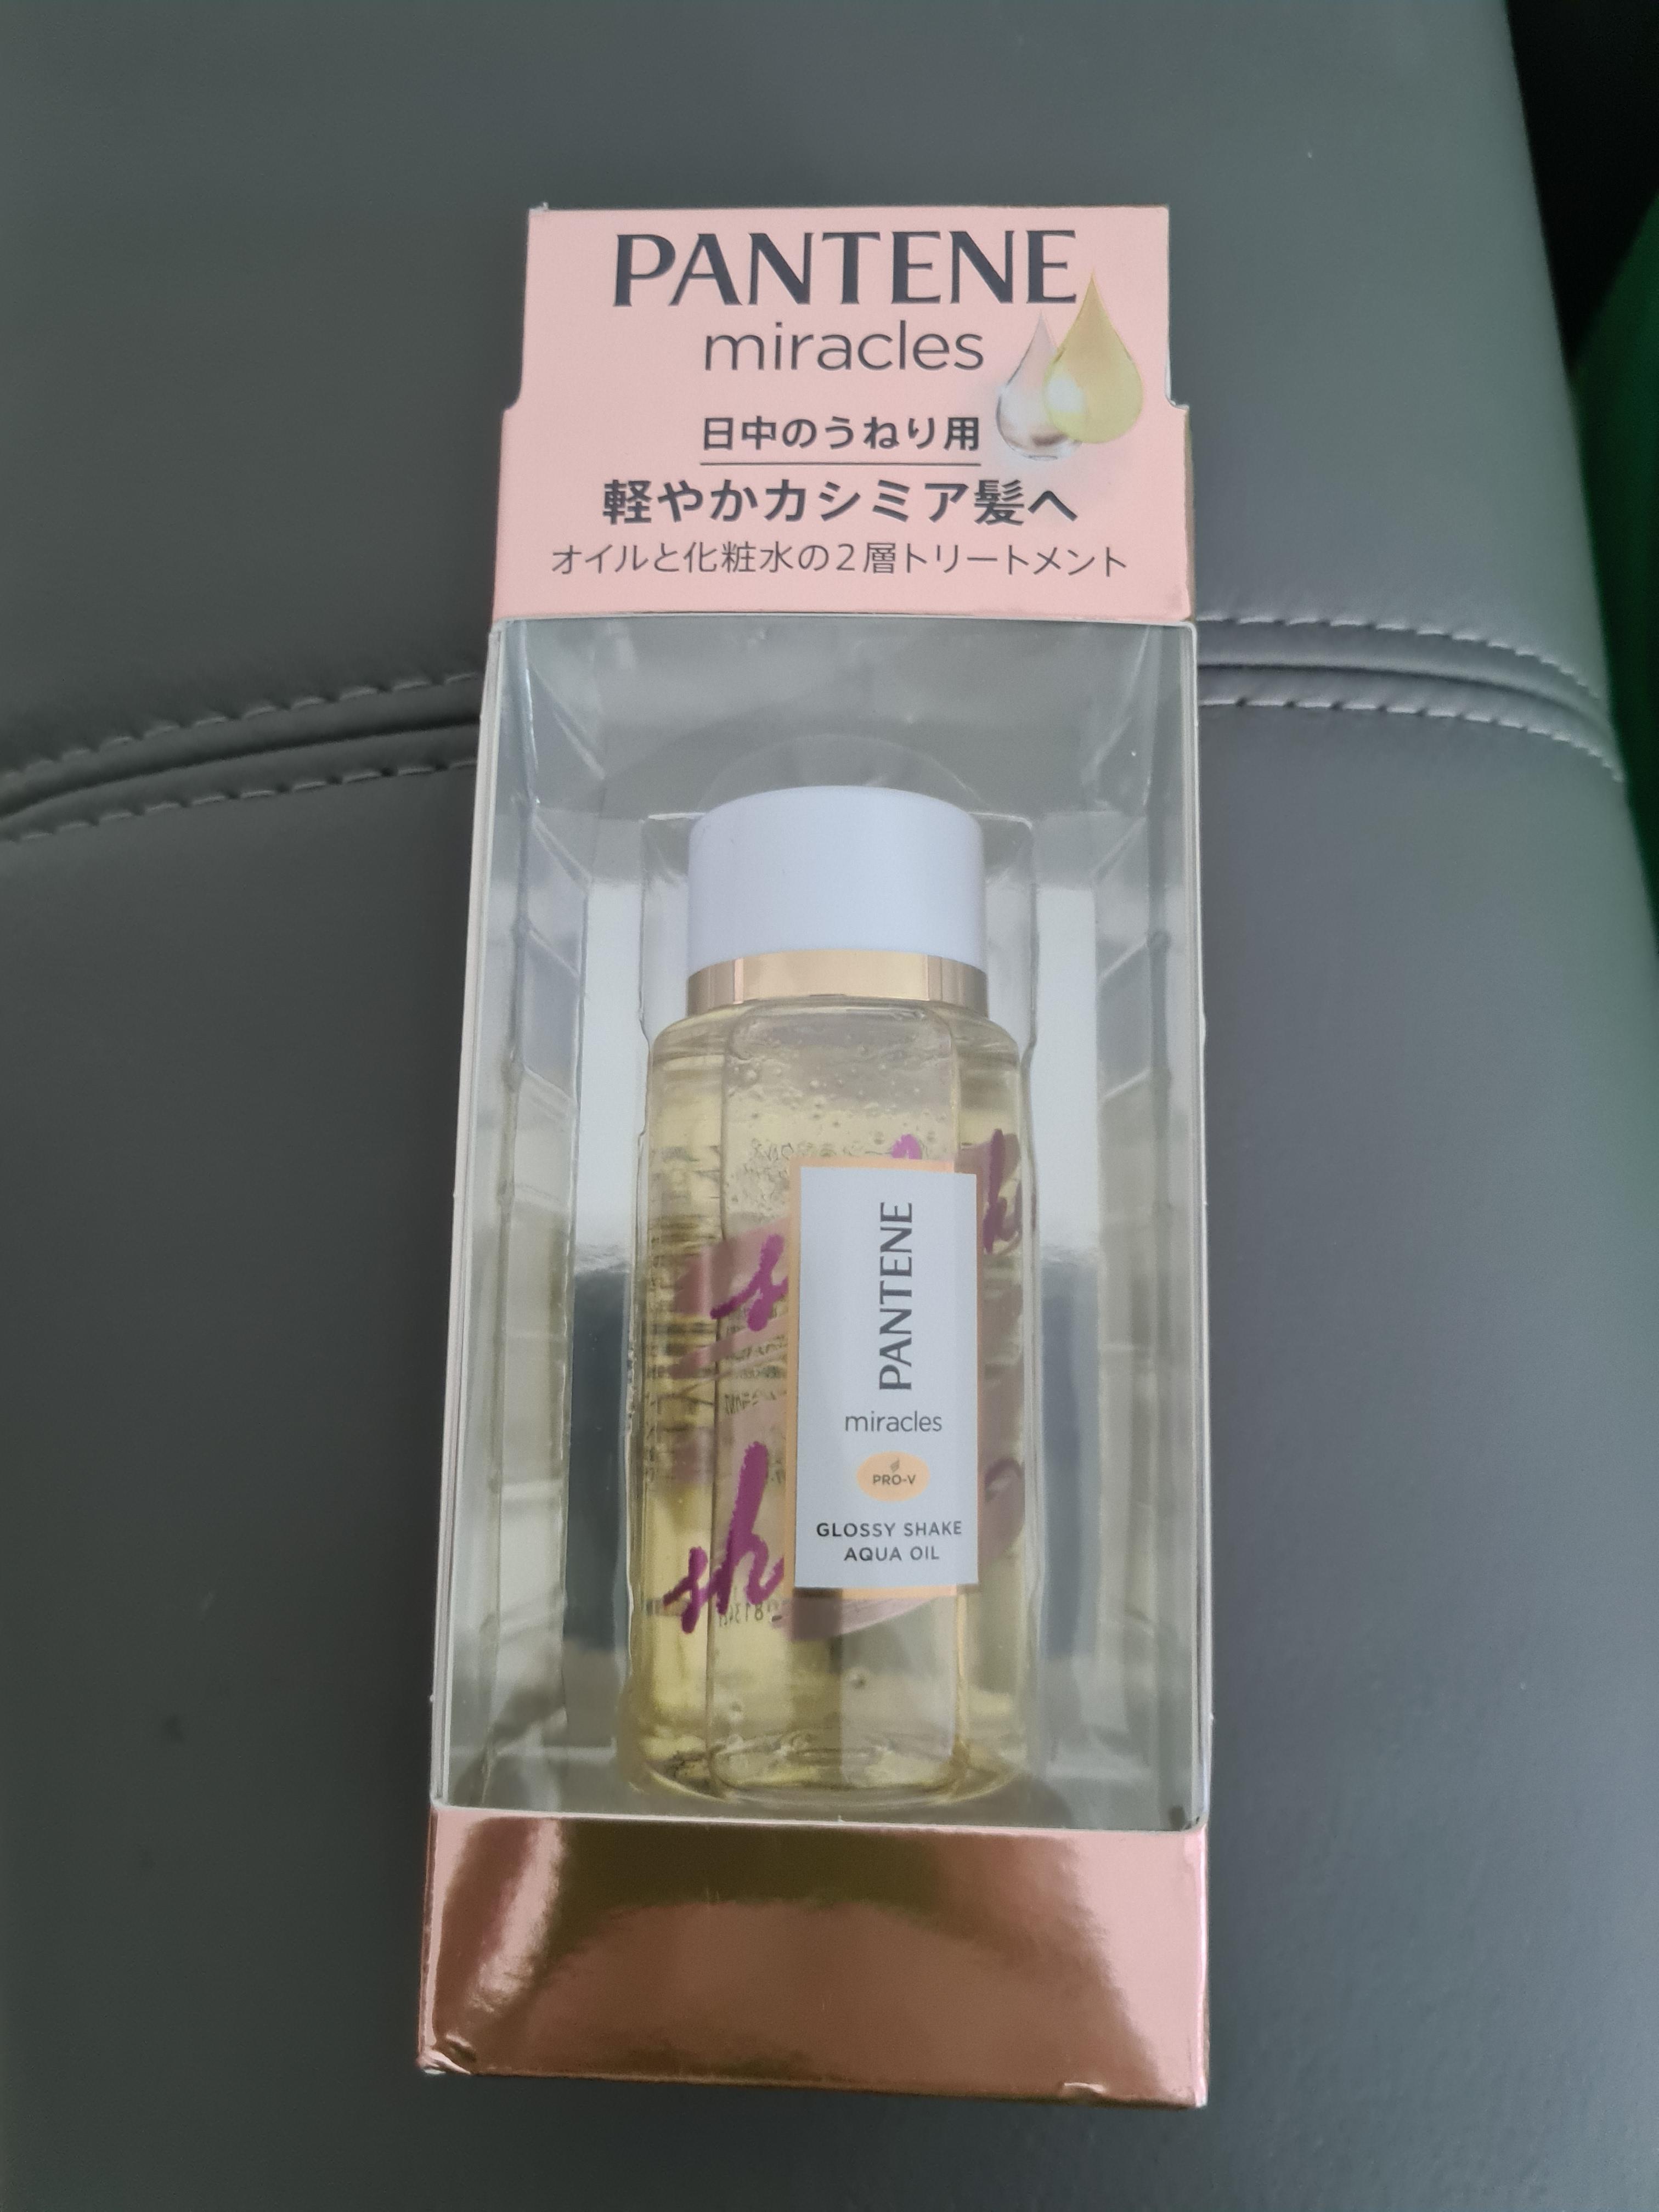 PANTENE
miracles
日中のうねり用
軽やかカシミア髪へ
オイルと化粧水の2層トリートメント
PANTENE
miracles
PRO-V
GLOSSY SHAKE
AQUA OIL